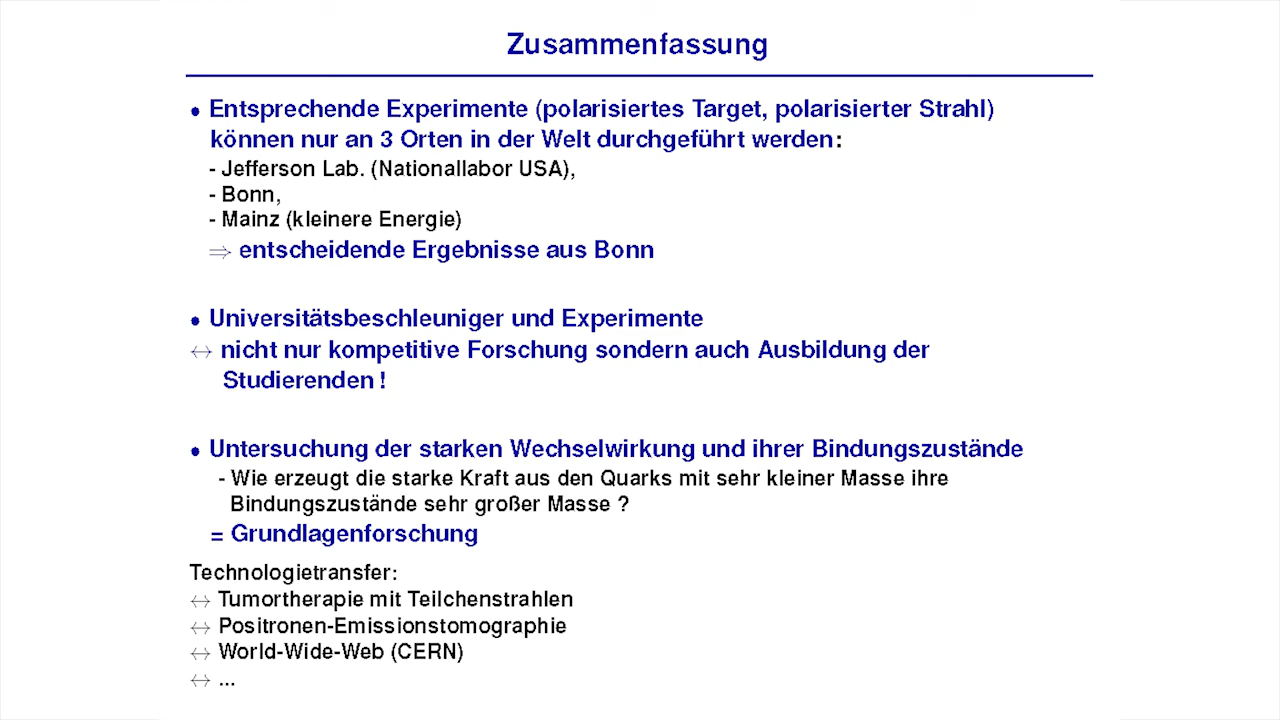 Zusammenfassung
• Entsprechende Experimente (polarisiertes Target, polarisierter Strahl)
können nur an 3 Orten in der Welt durchgeführt werden:
- Jefferson Lab. (Nationallabor USA),
- Bonn,
- Mainz (kleinere Energie)
⇒ entscheidende Ergebnisse aus Bonn
• Universitätsbeschleuniger und Experimente
↔ nicht nur kompetitive Forschung sondern auch Ausbildung der
Studierenden !
• Untersuchung der starken Wechselwirkung und ihrer Bindungszustände
- Wie erzeugt die starke Kraft aus den Quarks mit sehr kleiner Masse ihre
Bindungszustände sehr großer Masse ?
= Grundlagenforschung
Technologietransfer:
↔ Tumortherapie mit Teilchenstrahlen
↔ Positronen-Emissionstomographie
↔ World-Wide-Web (CERN)
↔ ...